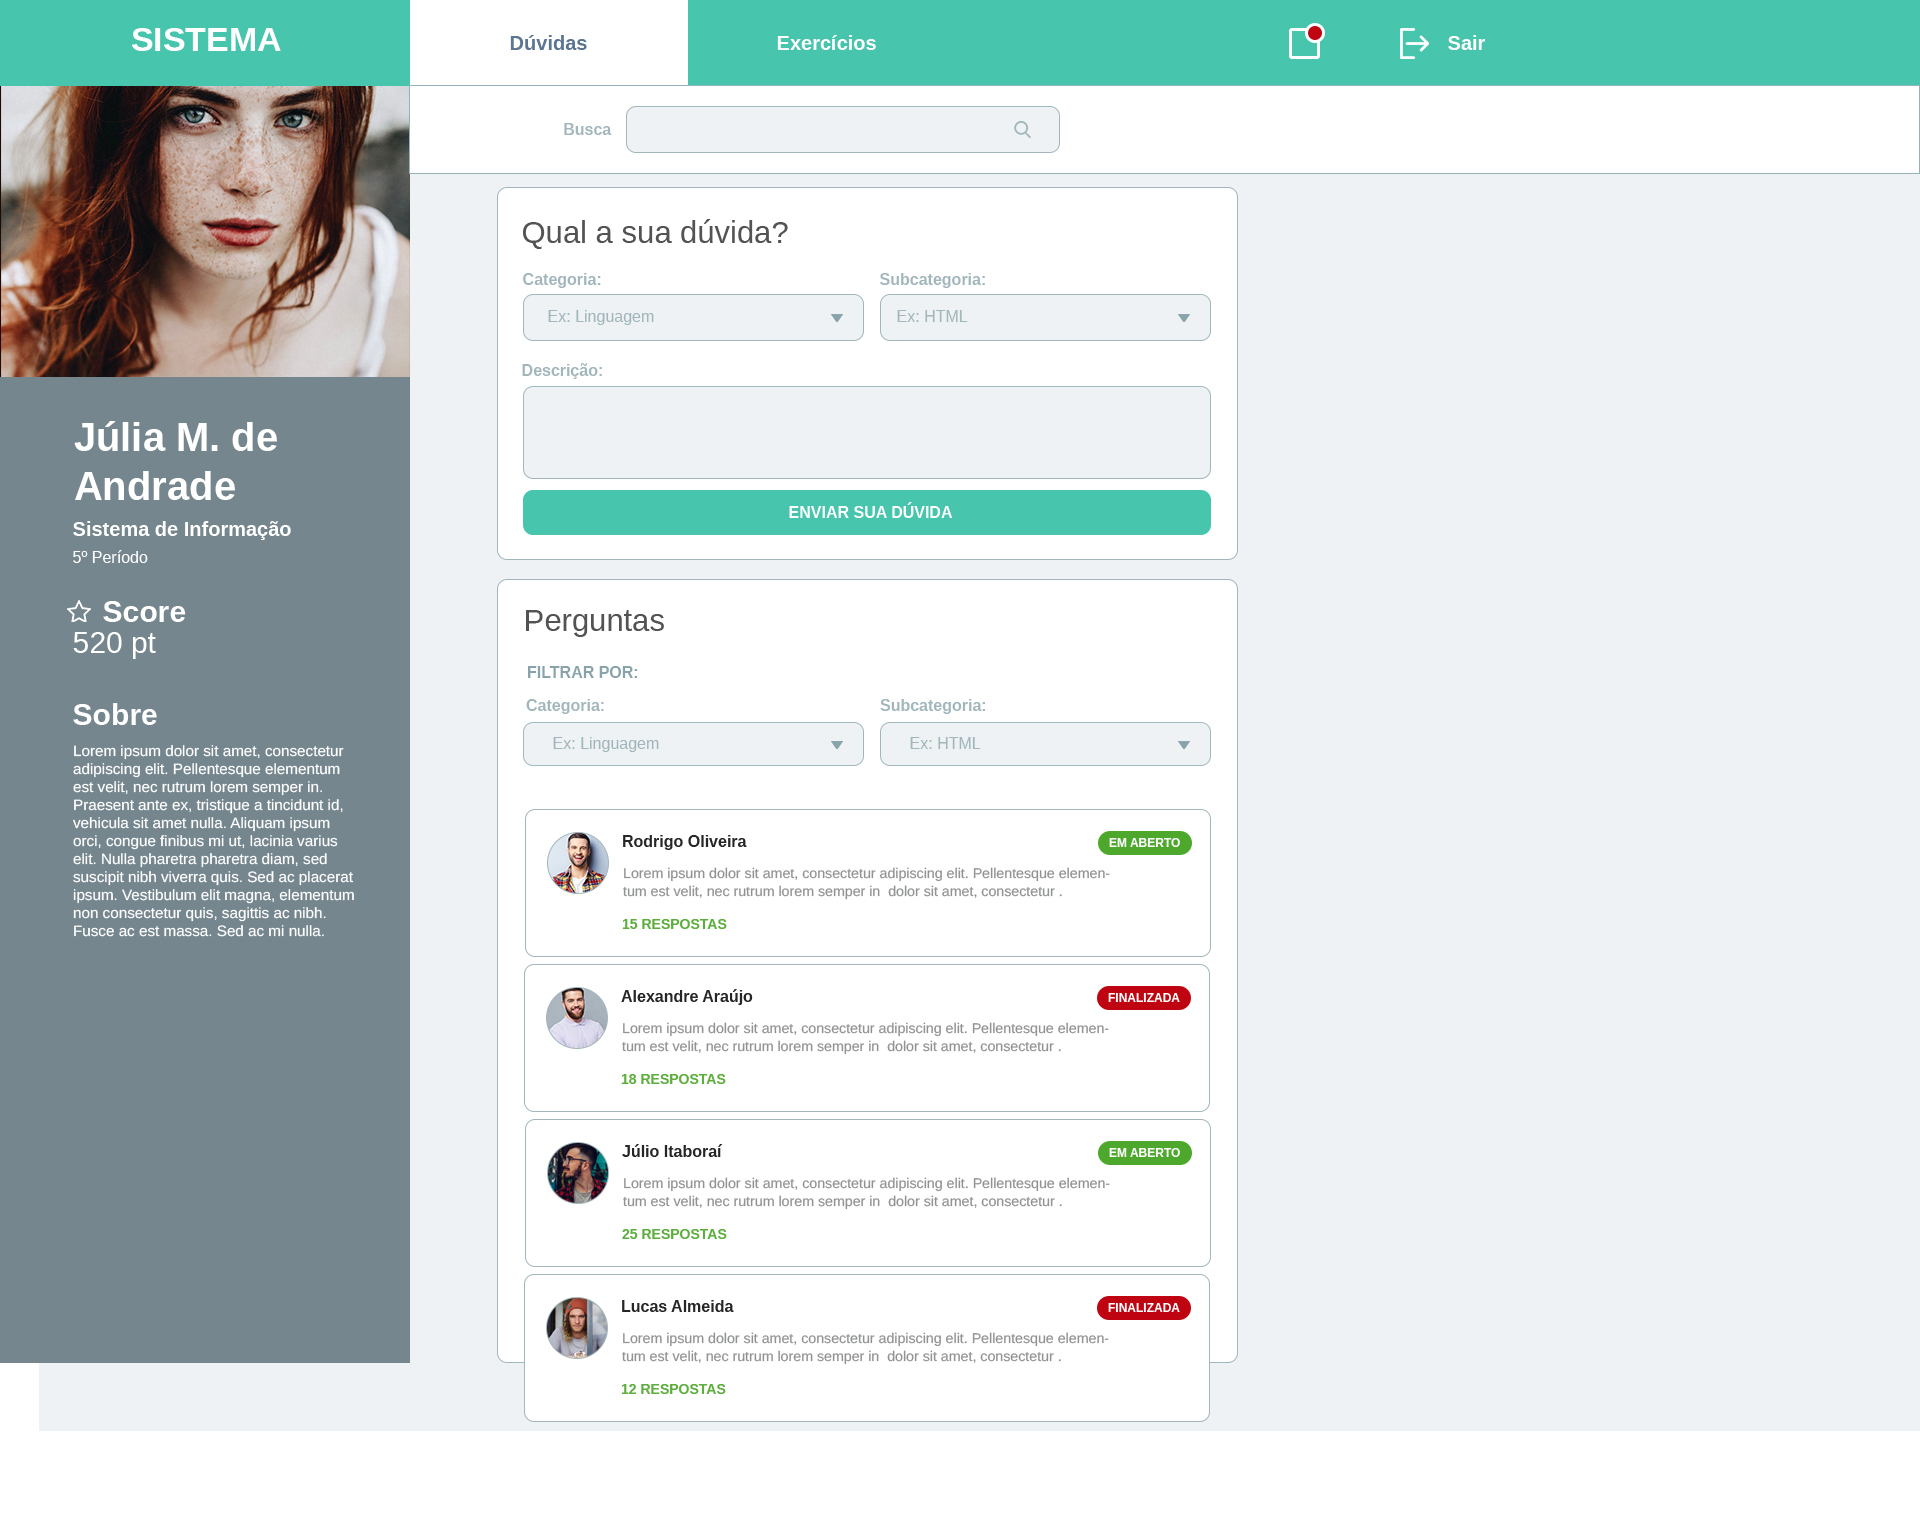 SISTEMA
Dúvidas
Exercícios
Sair
Busca
Júlia M. de
Andrade
Sistema de Informação
5º Período
Score
520 pt
Sobre
Lorem ipsum dolor sit amet, consectetur
adipiscing elit. Pellentesque elementum
est velit, nec rutrum lorem semper in.
Praesent ante ex, tristique a tincidunt id,
vehicula sit amet nulla. Aliquam ipsum
orci, congue finibus mi ut, lacinia varius
elit. Nulla pharetra pharetra diam, sed
suscipit nibh viverra quis. Sed ac placerat
ipsum. Vestibulum elit magna, elementum
non consectetur quis, sagittis ac nibh.
Fusce ac est massa. Sed ac mi nulla.
Qual a sua dúvida?
Categoria:
Subcategoria:
Ex: Linguagem
Ex: HTML
Descrição:
ENVIAR SUA DÚVIDA
Perguntas
FILTRAR POR:
Categoria:
Subcategoria:
Ex: Linguagem
Ex: HTML
Rodrigo Oliveira
EM ABERTO
Lorem ipsum dolor sit amet, consectetur adipiscing elit. Pellentesque elemen-
tum est velit, nec rutrum lorem semper in  dolor sit amet, consectetur .
15 RESPOSTAS
Alexandre Araújo
FINALIZADA
Lorem ipsum dolor sit amet, consectetur adipiscing elit. Pellentesque elemen-
tum est velit, nec rutrum lorem semper in  dolor sit amet, consectetur .
18 RESPOSTAS
Júlio Itaboraí
EM ABERTO
Lorem ipsum dolor sit amet, consectetur adipiscing elit. Pellentesque elemen-
tum est velit, nec rutrum lorem semper in  dolor sit amet, consectetur .
25 RESPOSTAS
Lucas Almeida
FINALIZADA
Lorem ipsum dolor sit amet, consectetur adipiscing elit. Pellentesque elemen-
tum est velit, nec rutrum lorem semper in  dolor sit amet, consectetur .
12 RESPOSTAS